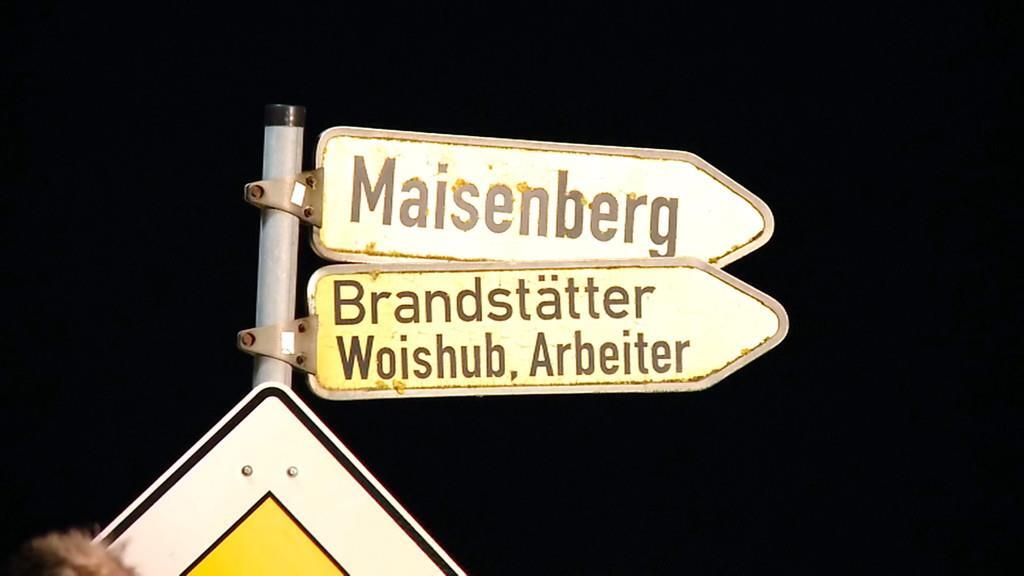 Maisenberg
Brandstätter
Woishub, Arbeiter